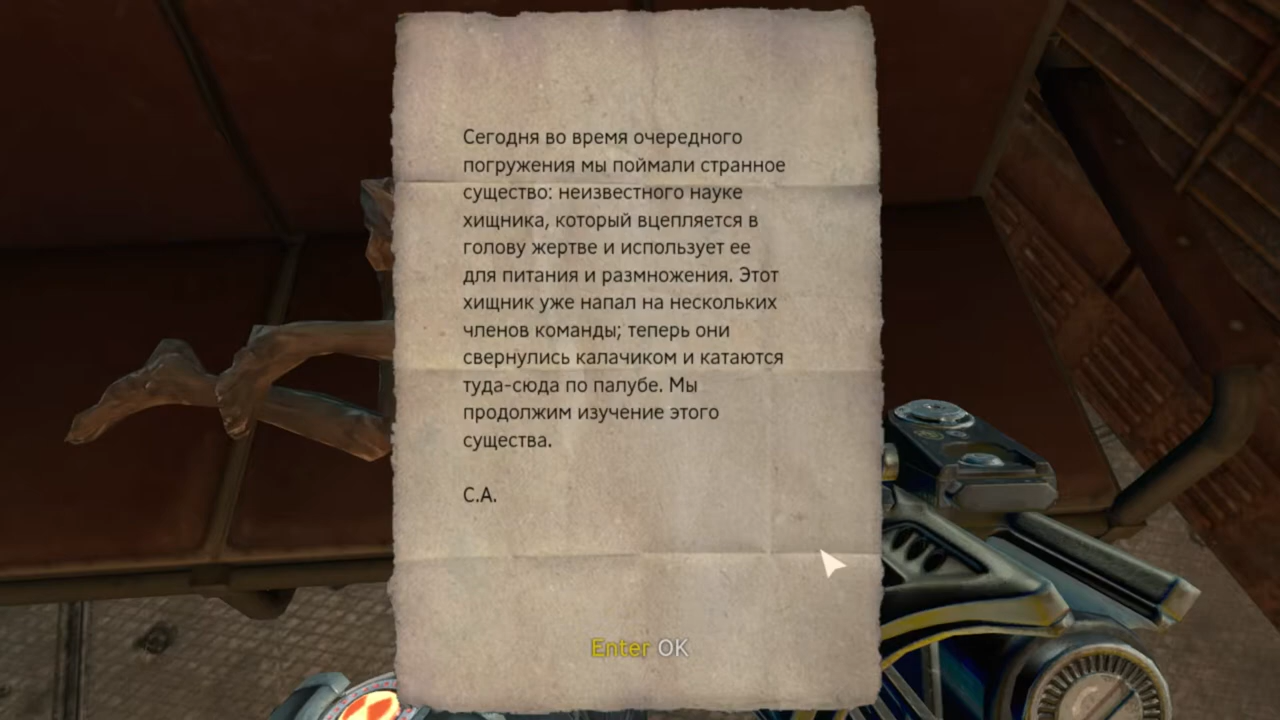 Сегодня во время очередного
погружения мы поймали странное
существо: неизвестного науке
хищника, который вцепляется в
голову жертве и использует ее
для питания и размножения. Этот
хищник уже напал на нескольких
членов команды; теперь они
свернулись калачиком и катаются
туда-сюда по палубе. Мы
продолжим изучение этого
существа.
С.А.
Enter OK